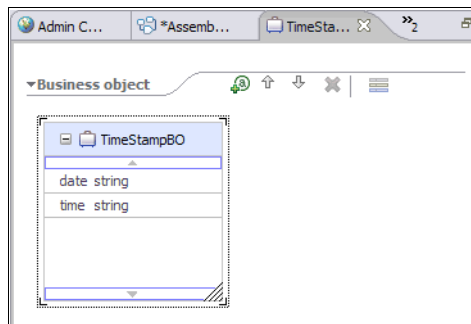 Admin C... *Assemb... TimeSta... »2
Business object
TimeStampBO
date string
time string